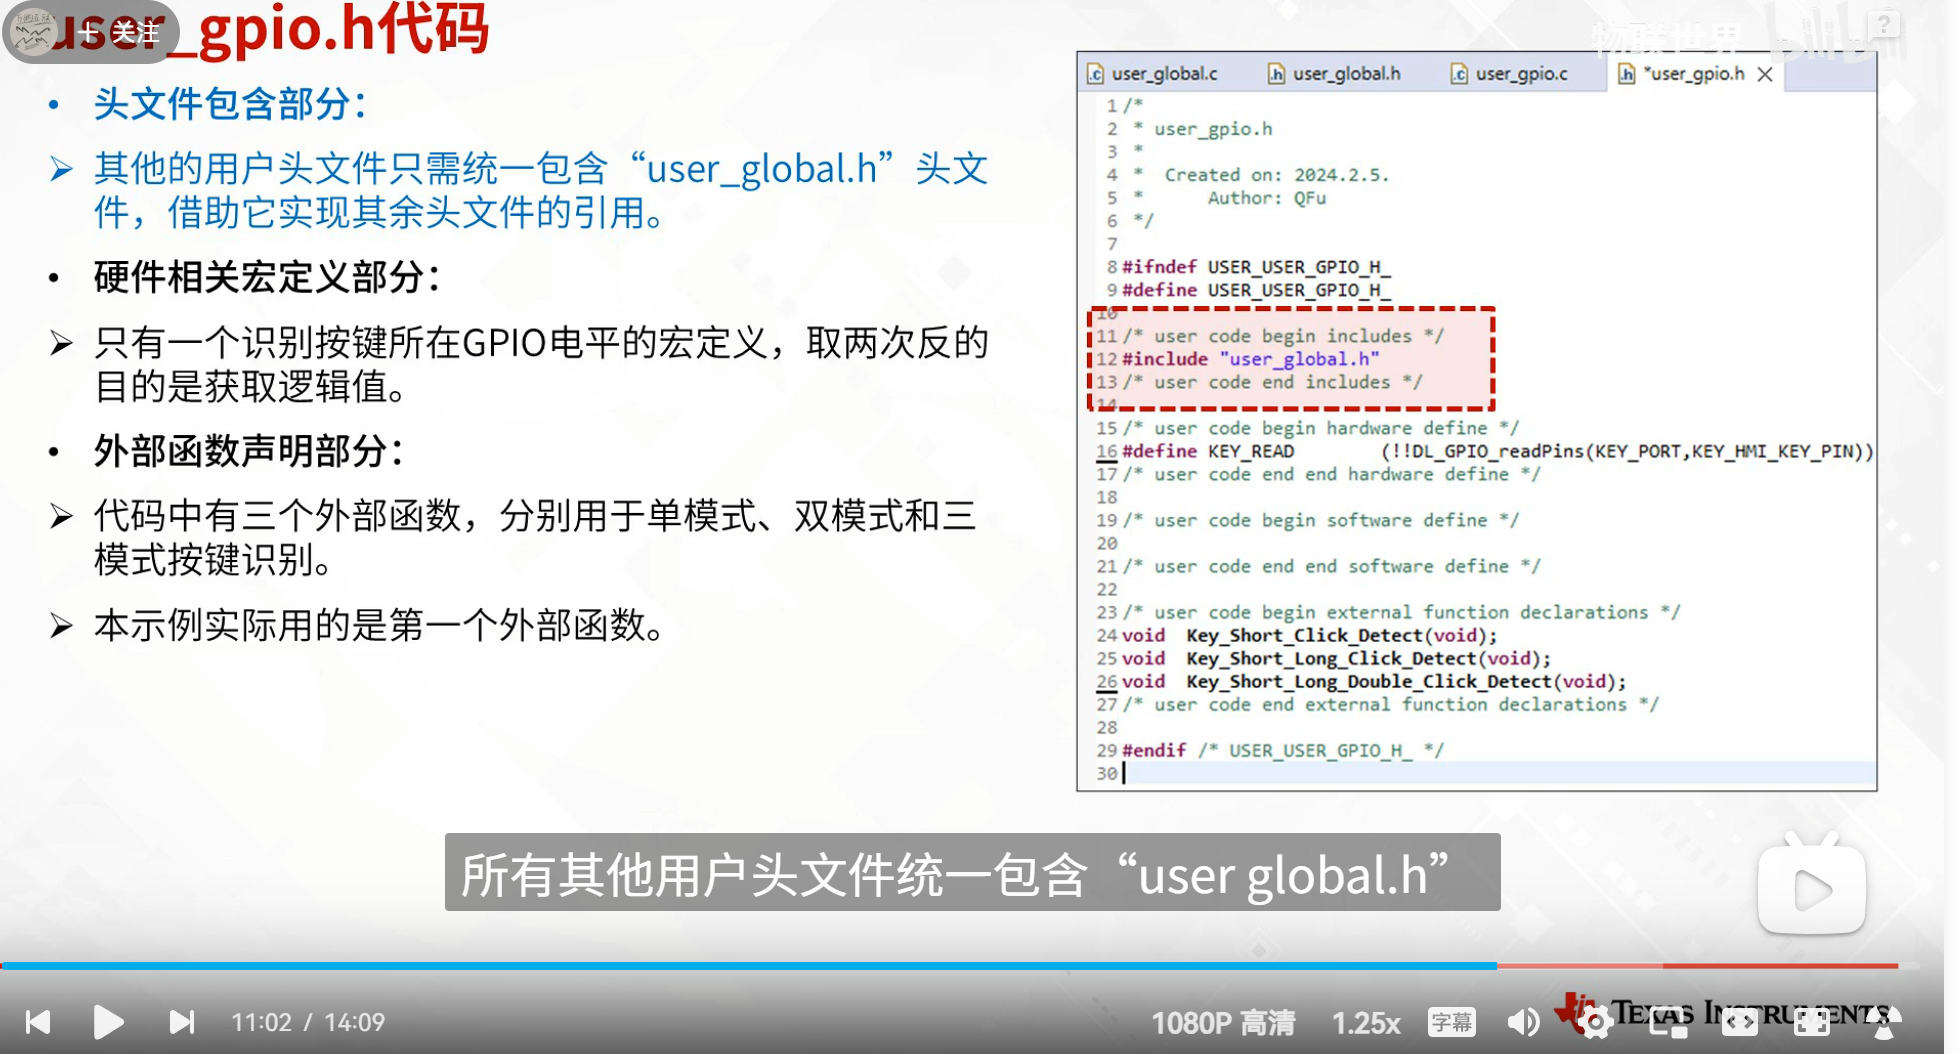 user_gpio.h代码
+ 关注
物联世界
bilibili
?
• 头文件包含部分：
➢ 其他的用户头文件只需统一包含“user_global.h”头文
件，借助它实现其余头文件的引用。
• 硬件相关宏定义部分：
➢ 只有一个识别按键所在GPIO电平的宏定义，取两次反的
目的是获取逻辑值。
• 外部函数声明部分：
➢ 代码中有三个外部函数，分别用于单模式、双模式和三
模式按键识别。
➢ 本示例实际用的是第一个外部函数。
.c user_global.c .h user_global.h .c user_gpio.c .h *user_gpio.h
1 /*
2  * user_gpio.h
3  *
4  *  Created on: 2024.2.5.
5  *      Author: QFu
6  */
7
8 #ifndef USER_USER_GPIO_H_
9 #define USER_USER_GPIO_H_
10
11 /* user code begin includes */
12 #include "user_global.h"
13 /* user code end includes */
14
15 /* user code begin hardware define */
16 #define KEY_READ        (!!DL_GPIO_readPins(KEY_PORT,KEY_HMI_KEY_PIN))
17 /* user code end end hardware define */
18
19 /* user code begin software define */
20
21 /* user code end end software define */
22
23 /* user code begin external function declarations */
24 void  Key_Short_Click_Detect(void);
25 void  Key_Short_Long_Click_Detect(void);
26 void  Key_Short_Long_Double_Click_Detect(void);
27 /* user code end external function declarations */
28
29 #endif /* USER_USER_GPIO_H_ */
30
所有其他用户头文件统一包含“user global.h”
11:02 / 14:09
1080P 高清
1.25x
字幕
TEXAS INSTRUMENTS